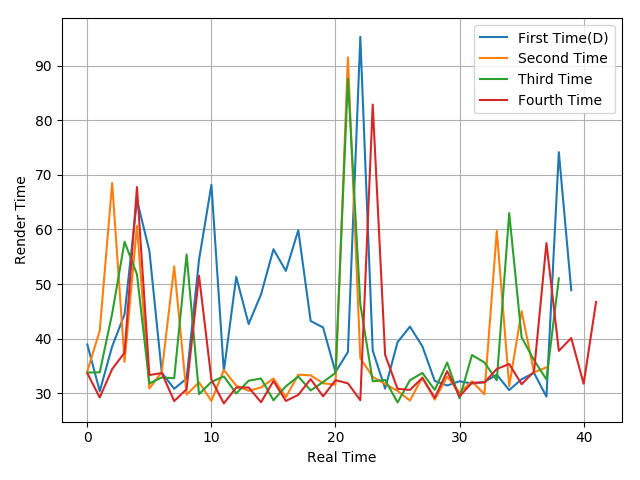 First Time(D)
Second Time
Third Time
Fourth Time
Render Time
90
80
70
60
50
40
30
0 10 20 30 40
Real Time